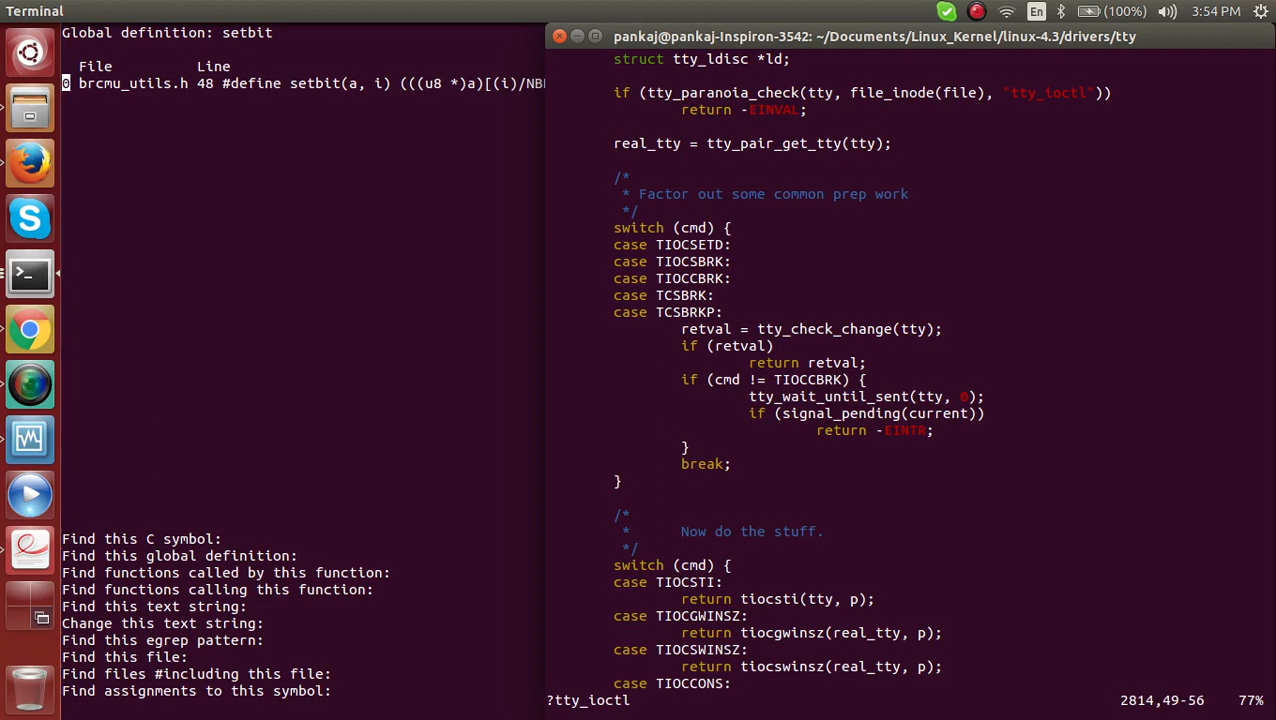 Terminal
En
(100%)
3:54 PM
Global definition: setbit
File Line
0 brcmu_utils.h 48 #define setbit(a, i) (((u8 *)a)[(i)/NB
Find this C symbol:
Find this global definition:
Find functions called by this function:
Find functions calling this function:
Find this text string:
Change this text string:
Find this egrep pattern:
Find this file:
Find files #including this file:
Find assignments to this symbol:
pankaj@pankaj-Inspiron-3542: ~/Documents/Linux_Kernel/linux-4.3/drivers/tty
struct tty_ldisc *ld;
if (tty_paranoia_check(tty, file_inode(file), "tty_ioctl"))
return -EINVAL;
real_tty = tty_pair_get_tty(tty);
/*
* Factor out some common prep work
*/
switch (cmd) {
case TIOCSETD:
case TIOCSBRK:
case TIOCCBRK:
case TCSBRK:
case TCSBRKP:
retval = tty_check_change(tty);
if (retval)
return retval;
if (cmd != TIOCCBRK) {
tty_wait_until_sent(tty, 0);
if (signal_pending(current))
return -EINTR;
}
break;
}
/*
* Now do the stuff.
*/
switch (cmd) {
case TIOCSTI:
return tiocsti(tty, p);
case TIOCGWINSZ:
return tiocgwinsz(real_tty, p);
case TIOCSWINSZ:
return tiocswinsz(real_tty, p);
case TIOCCONS:
?tty_ioctl 2814,49-56 77%